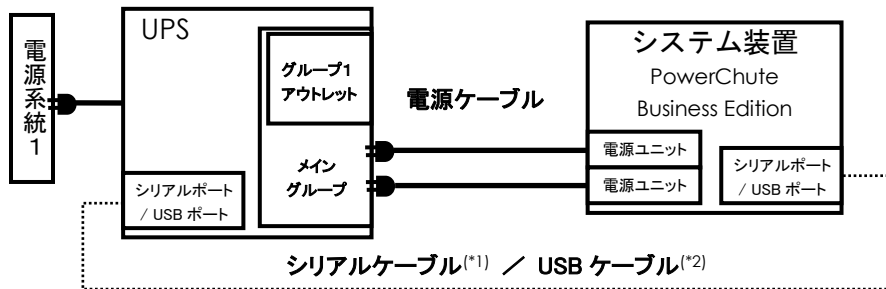 電源系統1
UPS
グループ1
アウトレット
メイン
グループ
シリアルポート
/ USB ポート
電源ケーブル
システム装置
PowerChute
Business Edition
電源ユニット
電源ユニット
シリアルポート
/ USB ポート
シリアルケーブル(*1) / USB ケーブル(*2)